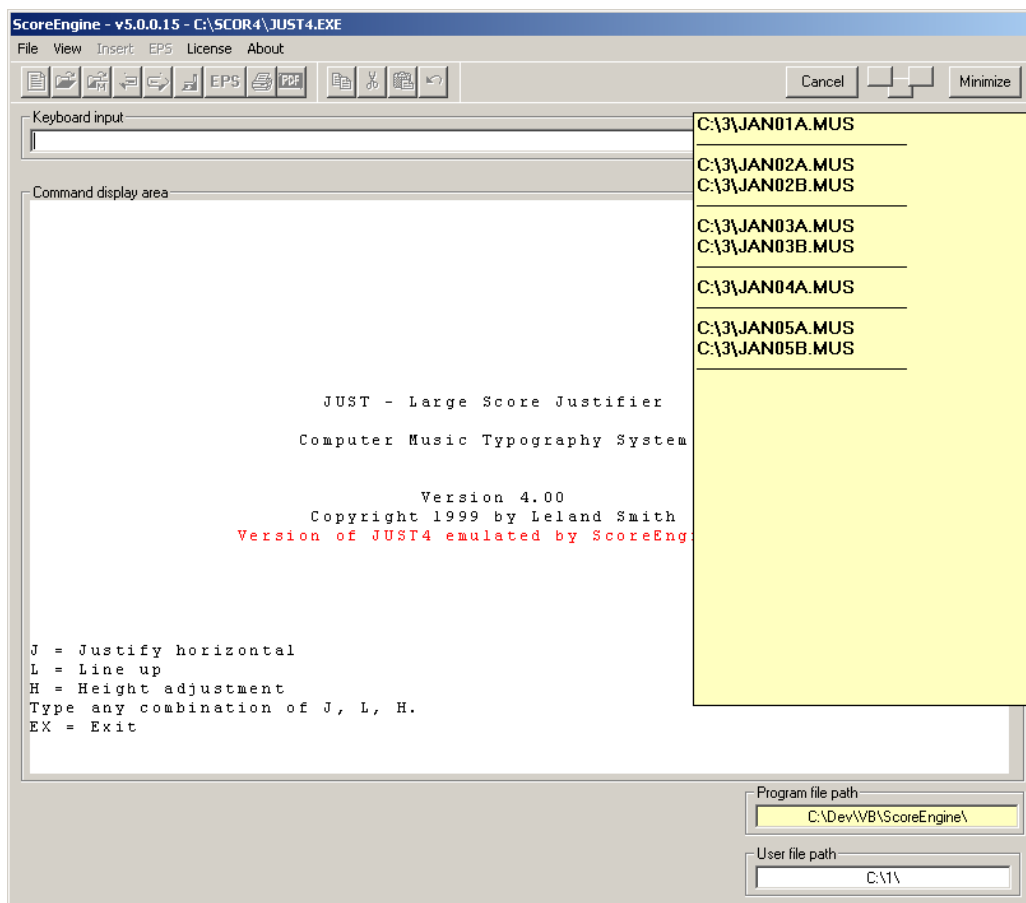 ScoreEngine - v5.0.0.15 - C:\SCOR4\JUST4.EXE
File View Insert EPS License About
EPS PDF Cancel Minimize
Keyboard input
C:\3\JAN01A.MUS
C:\3\JAN02A.MUS
C:\3\JAN02B.MUS
C:\3\JAN03A.MUS
C:\3\JAN03B.MUS
C:\3\JAN04A.MUS
C:\3\JAN05A.MUS
C:\3\JAN05B.MUS
Command display area
JUST - Large Score Justifier
Computer Music Typography System
Version 4.00
Copyright 1999 by Leland Smith
Version of JUST4 emulated by ScoreEng
J = Justify horizontal
L = Line up
H = Height adjustment
Type any combination of J, L, H.
EX = Exit
Program file path
C:\Dev\VB\ScoreEngine\
User file path
C:\1\